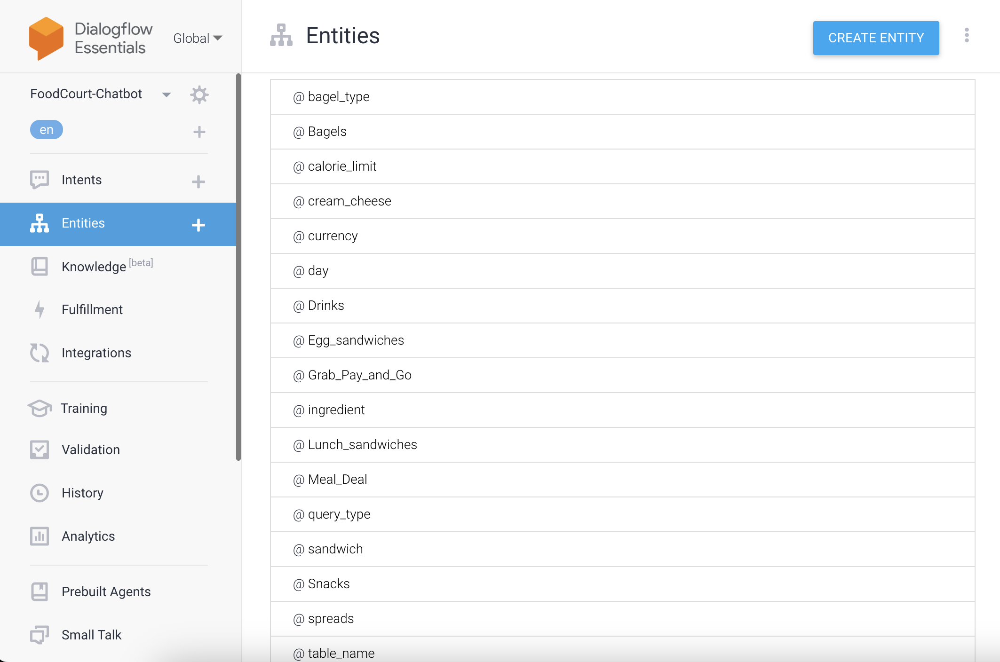 Dialogflow
Essentials
Global
FoodCourt-Chatbot
en
Intents
Entities
Knowledge [beta]
Fulfillment
Integrations
Training
Validation
History
Analytics
Prebuilt Agents
Small Talk
Entities
CREATE ENTITY
@ bagel_type
@ Bagels
@ calorie_limit
@ cream_cheese
@ currency
@ day
@ Drinks
@ Egg_sandwiches
@ Grab_Pay_and_Go
@ ingredient
@ Lunch_sandwiches
@ Meal_Deal
@ query_type
@ sandwich
@ Snacks
@ spreads
@ table_name